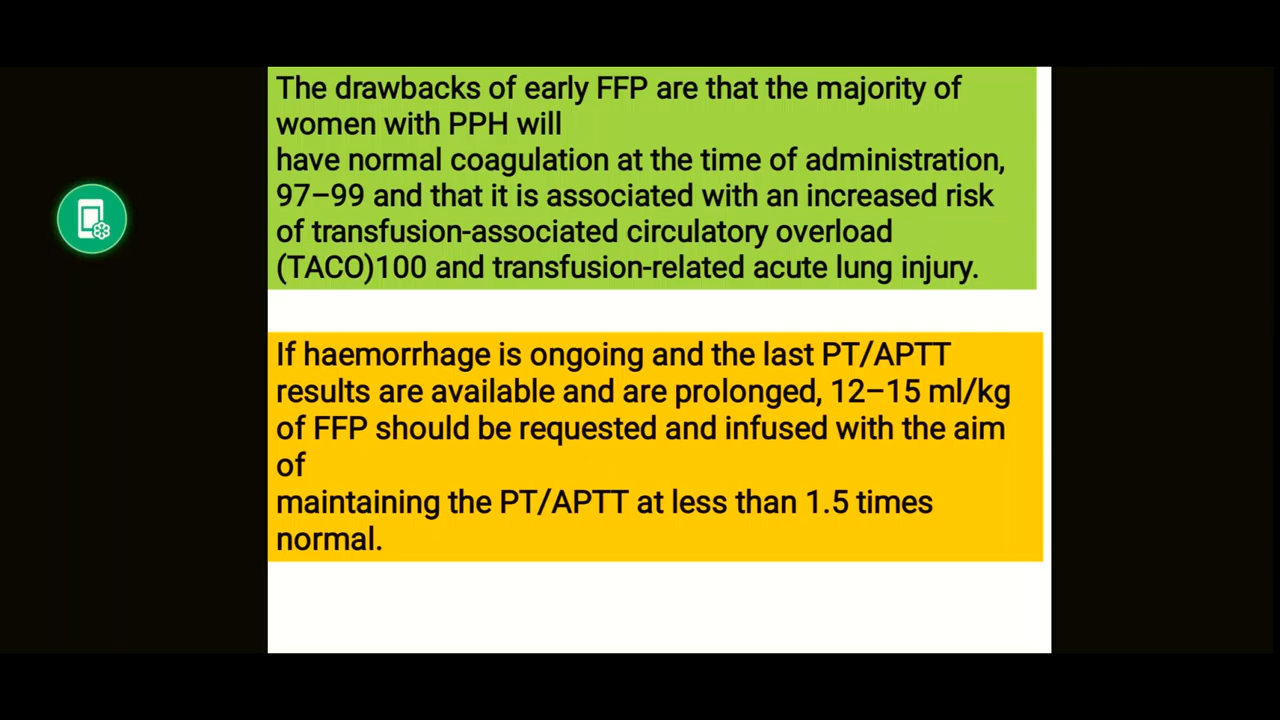 The drawbacks of early FFP are that the majority of
women with PPH will
have normal coagulation at the time of administration,
97–99 and that it is associated with an increased risk
of transfusion-associated circulatory overload
(TACO)100 and transfusion-related acute lung injury.
If haemorrhage is ongoing and the last PT/APTT
results are available and are prolonged, 12–15 ml/kg
of FFP should be requested and infused with the aim
of
maintaining the PT/APTT at less than 1.5 times
normal.